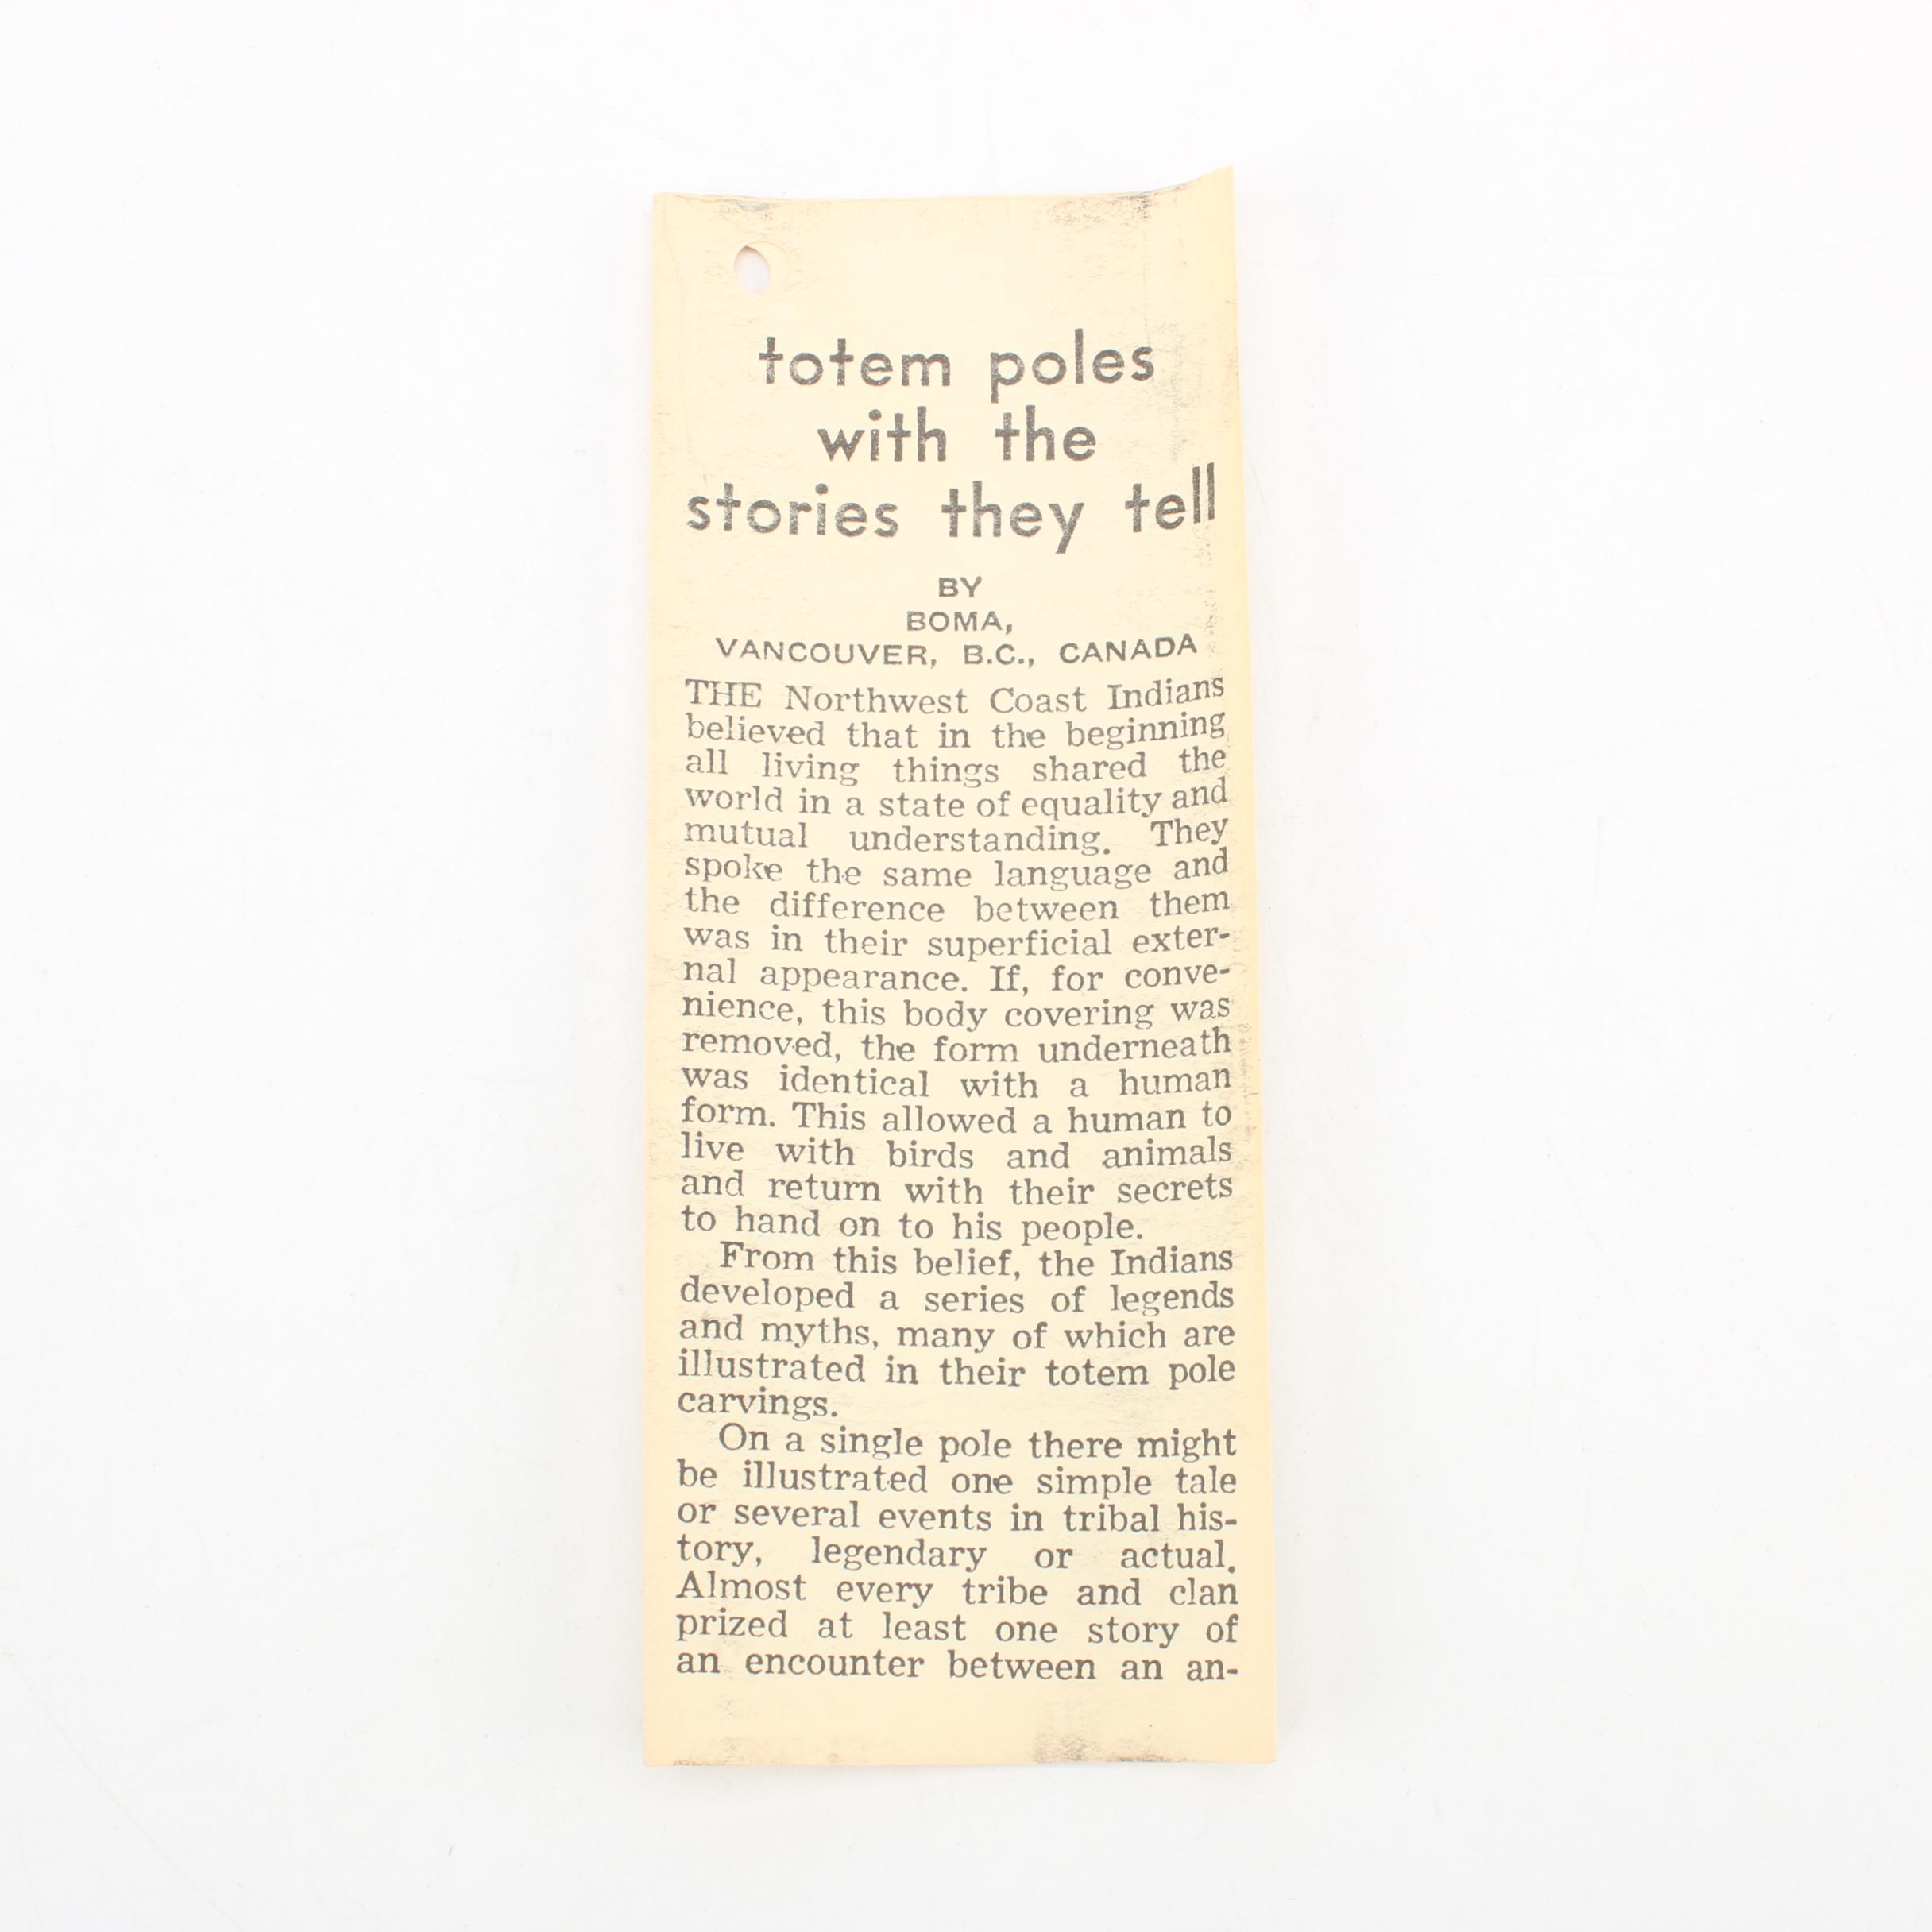 totem poles
with the
stories they tell
BY
BOMA,
VANCOUVER, B.C., CANADA
THE Northwest Coast Indians
believed that in the beginning
all living things shared the
world in a state of equality and
mutual understanding. They
spoke the same language and
the difference between them
was in their superficial exter-
nal appearance. If, for conve-
nience, this body covering was
removed, the form underneath
was identical with a human
form. This allowed a human to
live with birds and animals
and return with their secrets
to hand on to his people.
From this belief, the Indians
developed a series of legends
and myths, many of which are
illustrated in their totem pole
carvings.
On a single pole there might
be illustrated one simple tale
or several events in tribal his-
tory, legendary or actual.
Almost every tribe and clan
prized at least one story of
an encounter between an an-